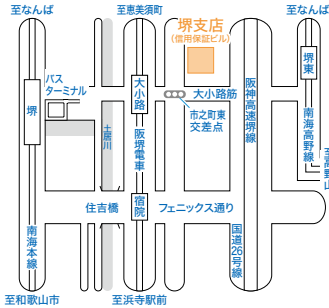 至なんば
至恵美須町
至なんば
堺支店
(信用保証ビル)
バス
ターミナル
堺
大小路
大小路筋
市之町東
交差点
阪神高速堺線
堺東
南海高野線
至高野山
土居川
阪堺電車
宿院
住吉橋
フェニックス通り
国道26号線
南海本線
至和歌山市
至浜寺駅前